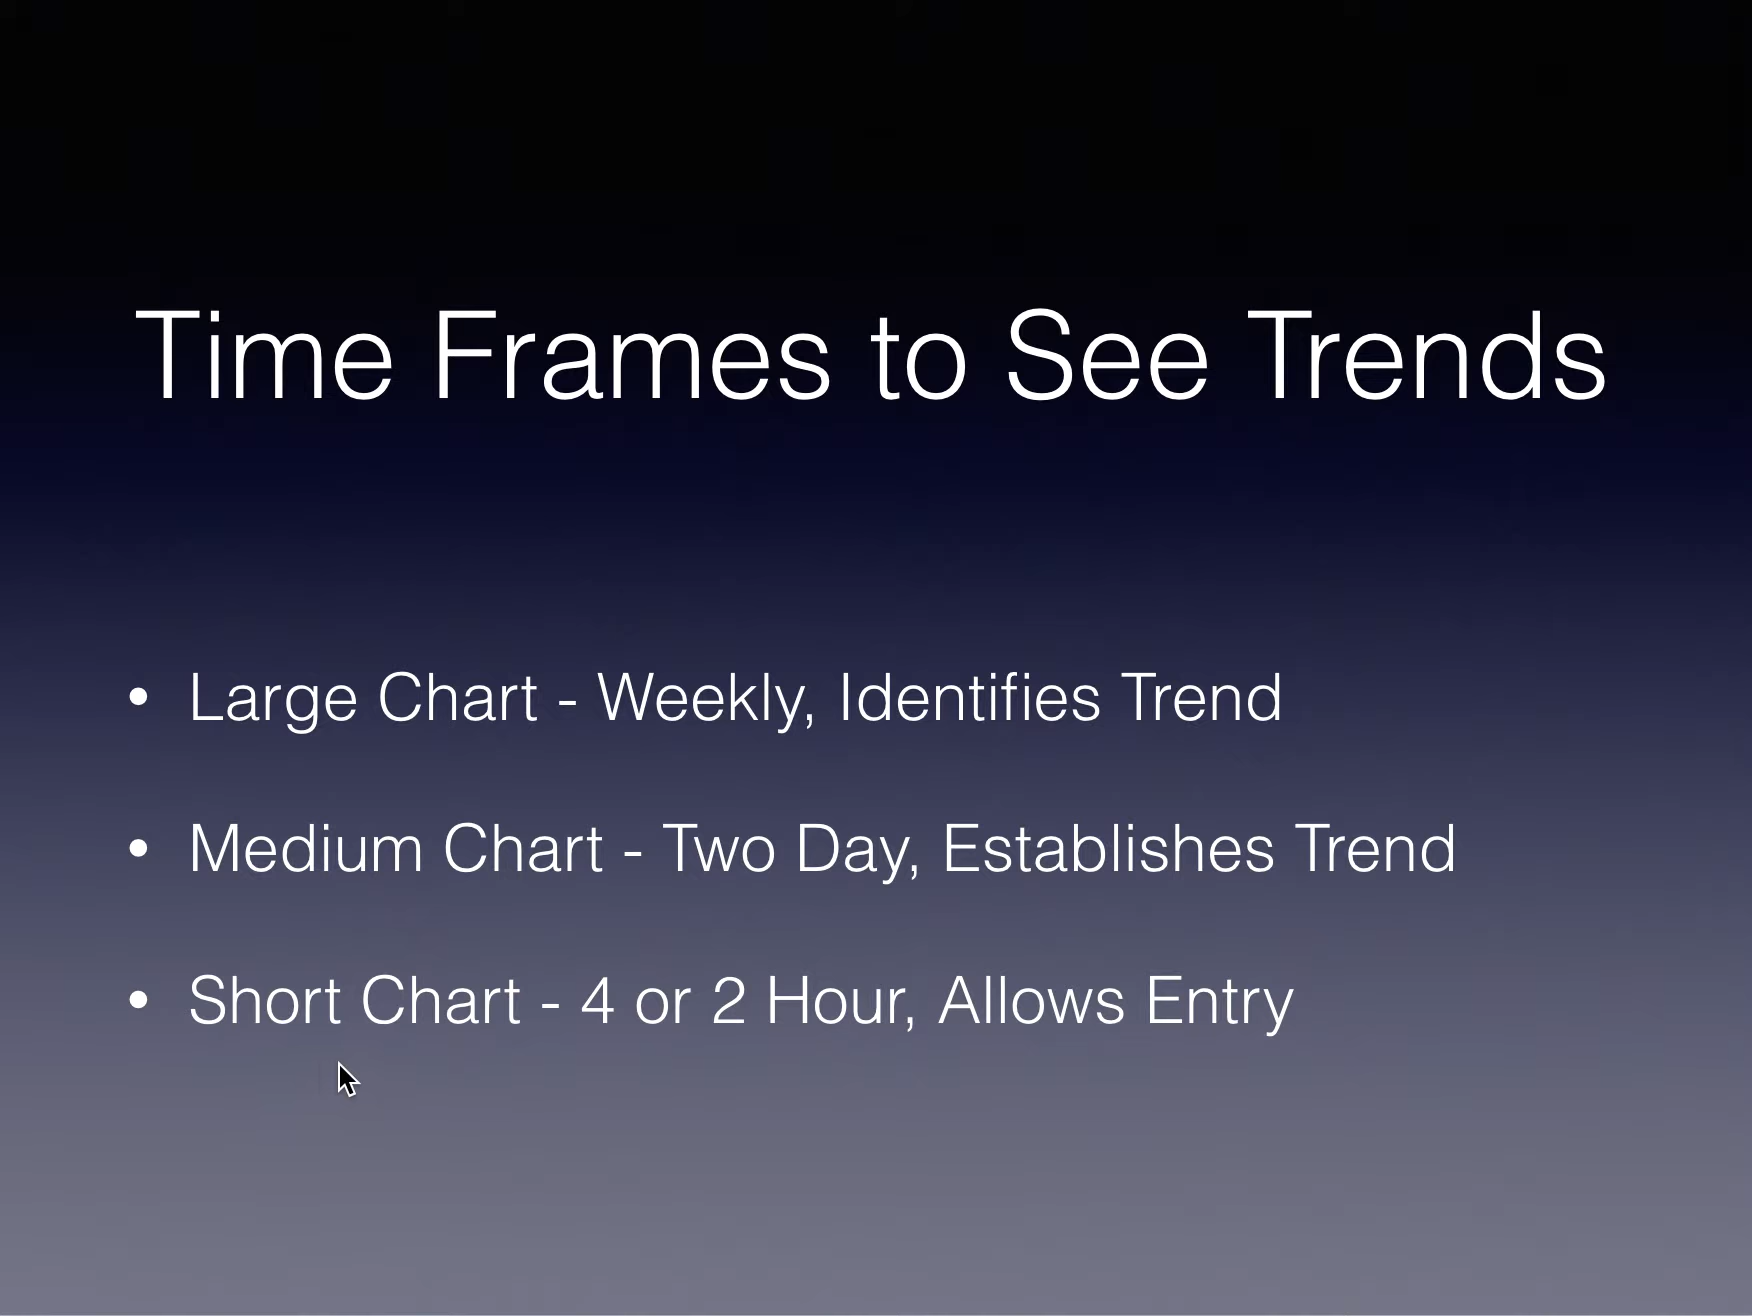 Time Frames to See Trends
• Large Chart - Weekly, Identifies Trend
• Medium Chart - Two Day, Establishes Trend
• Short Chart - 4 or 2 Hour, Allows Entry